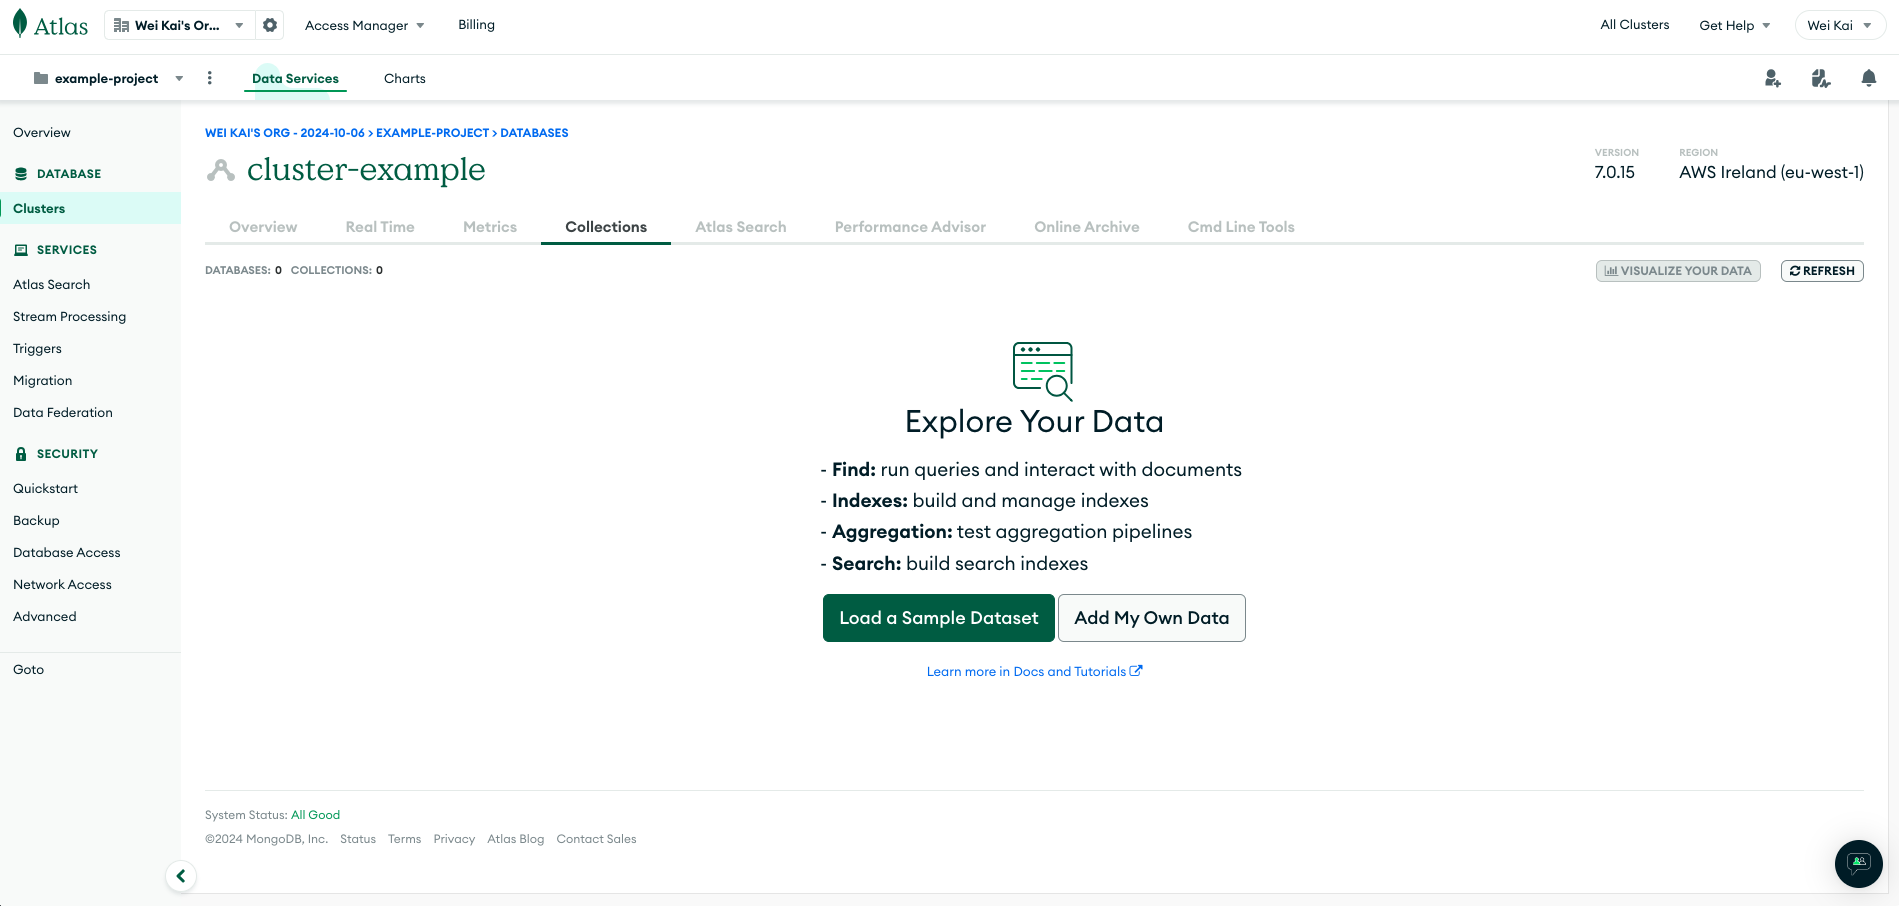 Atlas
Wei Kai's Or...
Access Manager
Billing
All Clusters
Get Help
Wei Kai
example-project
Data Services
Charts
Overview
DATABASE
Clusters
SERVICES
Atlas Search
Stream Processing
Triggers
Migration
Data Federation
SECURITY
Quickstart
Backup
Database Access
Network Access
Advanced
Goto
WEI KAI'S ORG - 2024-10-06 > EXAMPLE-PROJECT > DATABASES
cluster-example
VERSION
7.0.15
REGION
AWS Ireland (eu-west-1)
Overview
Real Time
Metrics
Collections
Atlas Search
Performance Advisor
Online Archive
Cmd Line Tools
DATABASES: 0 COLLECTIONS: 0
VISUALIZE YOUR DATA
REFRESH
Explore Your Data
- Find: run queries and interact with documents
- Indexes: build and manage indexes
- Aggregation: test aggregation pipelines
- Search: build search indexes
Load a Sample Dataset
Add My Own Data
Learn more in Docs and Tutorials
System Status: All Good
©2024 MongoDB, Inc. Status Terms Privacy Atlas Blog Contact Sales